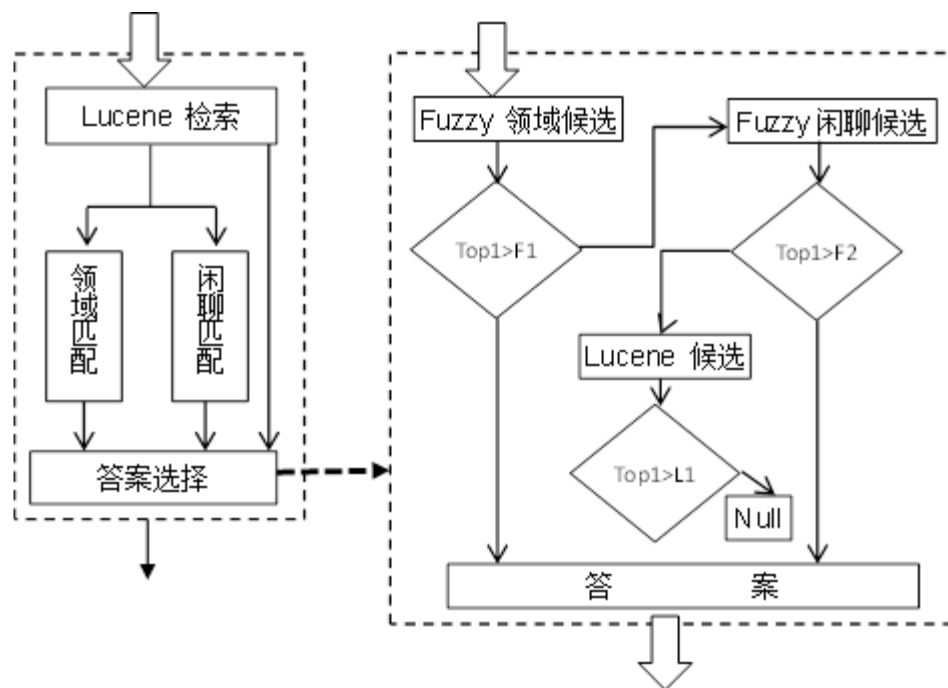 Lucene 检索
领域匹配
闲聊匹配
答案选择
Fuzzy 领域候选
Fuzzy 闲聊候选
Top1>F1
Top1>F2
Lucene 候选
Top1>L1
Null
答 案